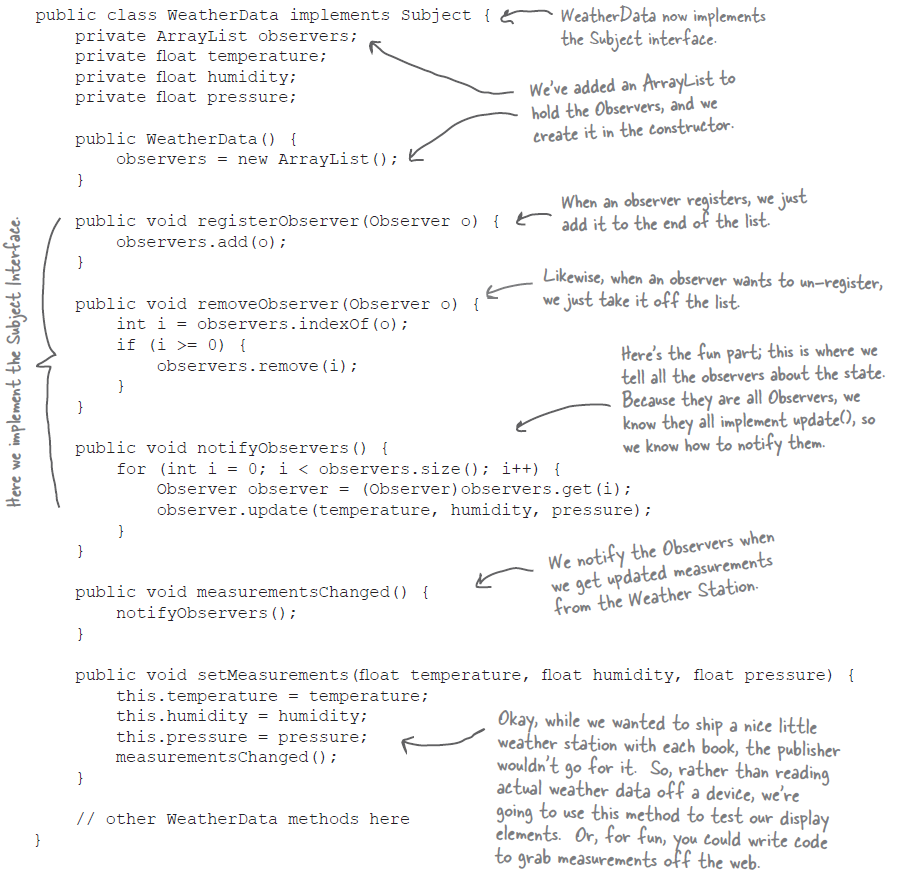 public class WeatherData implements Subject {
WeatherData now implements
the Subject interface.
private ArrayList observers;
private float temperature;
private float humidity;
private float pressure;
We've added an ArrayList to
hold the Observers, and we
create it in the constructor.
public WeatherData() {
observers = new ArrayList();
}
Here we implement the Subject Interface.
public void registerObserver(Observer o) {
observers.add(o);
}
When an observer registers, we just
add it to the end of the list.
public void removeObserver(Observer o) {
int i = observers.indexOf(o);
if (i >= 0) {
observers.remove(i);
}
}
Likewise, when an observer wants to un-register,
we just take it off the list.
public void notifyObservers() {
for (int i = 0; i < observers.size(); i++) {
Observer observer = (Observer)observers.get(i);
observer.update(temperature, humidity, pressure);
}
}
Here's the fun part; this is where we
tell all the observers about the state.
Because they are all Observers, we
know they all implement update(), so
we know how to notify them.
public void measurementsChanged() {
notifyObservers();
}
We notify the Observers when
we get updated measurements
from the Weather Station.
public void setMeasurements(float temperature, float humidity, float pressure) {
this.temperature = temperature;
this.humidity = humidity;
this.pressure = pressure;
measurementsChanged();
}
Okay, while we wanted to ship a nice little
weather station with each book, the publisher
wouldn't go for it. So, rather than reading
actual weather data off a device, we're
going to use this method to test our display
elements. Or, for fun, you could write code
to grab measurements off the web.
// other WeatherData methods here
}